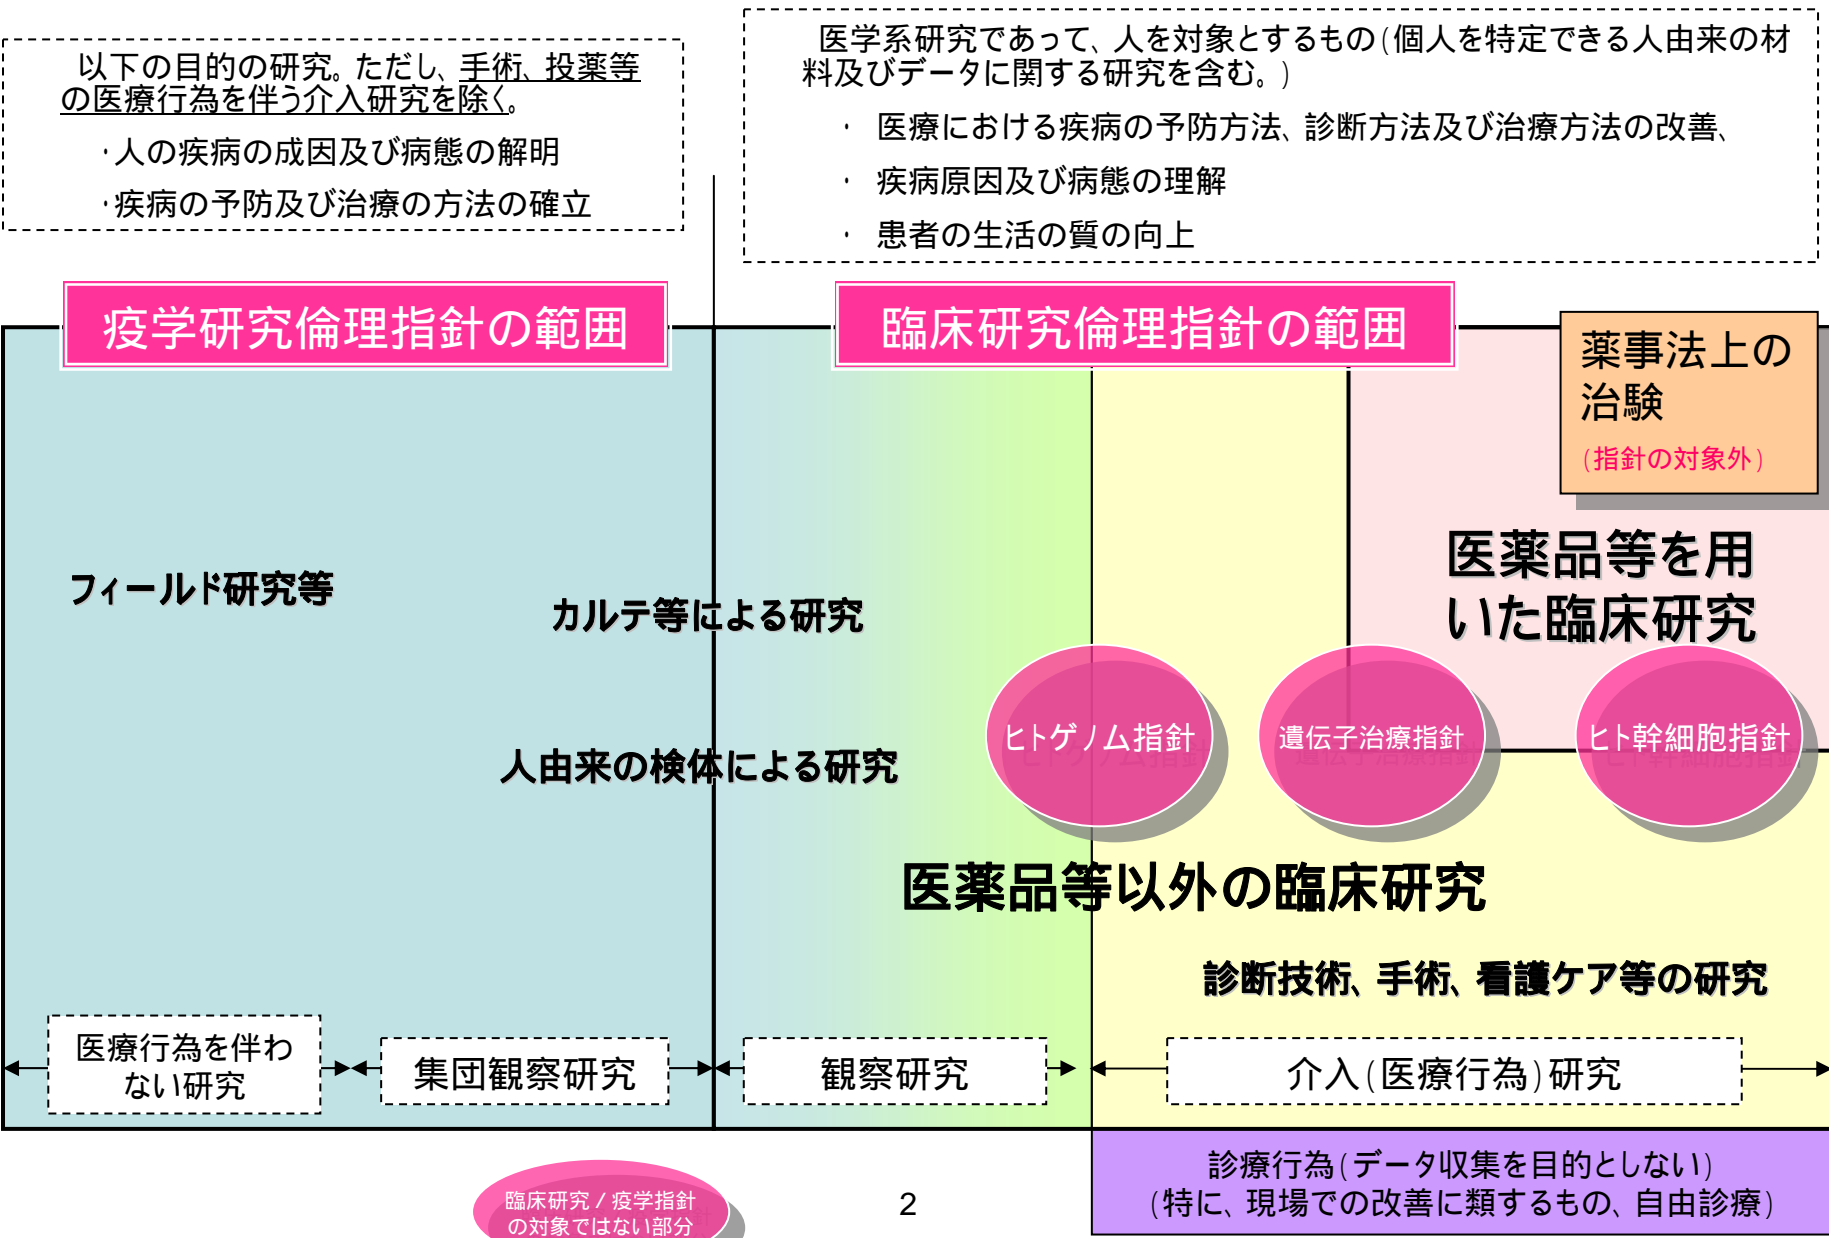 以下の目的の研究。ただし、手術、投薬等
の医療行為を伴う介入研究を除く。
・人の疾病の成因及び病態の解明
・疾病の予防及び治療の方法の確立
医学系研究であって、人を対象とするもの(個人を特定できる人由来の材
料及びデータに関する研究を含む。)
・ 医療における疾病の予防方法、診断方法及び治療方法の改善、
・ 疾病原因及び病態の理解
・ 患者の生活の質の向上
疫学研究倫理指針の範囲
臨床研究倫理指針の範囲
薬事法上の
治験
(指針の対象外)
医薬品等を用
いた臨床研究
フィールド研究等
カルテ等による研究
人由来の検体による研究
ヒトゲノム指針
遺伝子治療指針
ヒト幹細胞指針
医薬品等以外の臨床研究
診断技術、手術、看護ケア等の研究
医療行為を伴わ
ない研究
集団観察研究
観察研究
介入(医療行為)研究
診療行為(データ収集を目的としない)
(特に、現場での改善に類するもの、自由診療)
臨床研究/疫学指針
の対象ではない部分
2